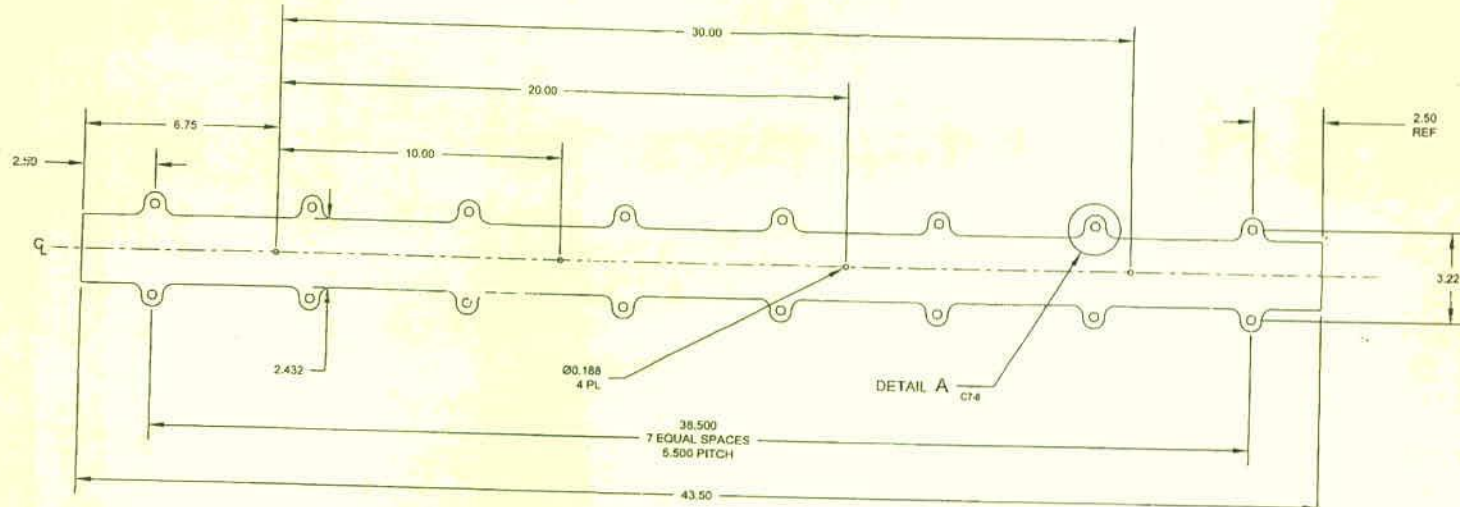 30.00
20.00
6.75
10.00
2.50
2.50
REF
℄
3.22
2.432
Ø0.188
4 PL
DETAIL A
C7-8
38.500
7 EQUAL SPACES
5.500 PITCH
43.50